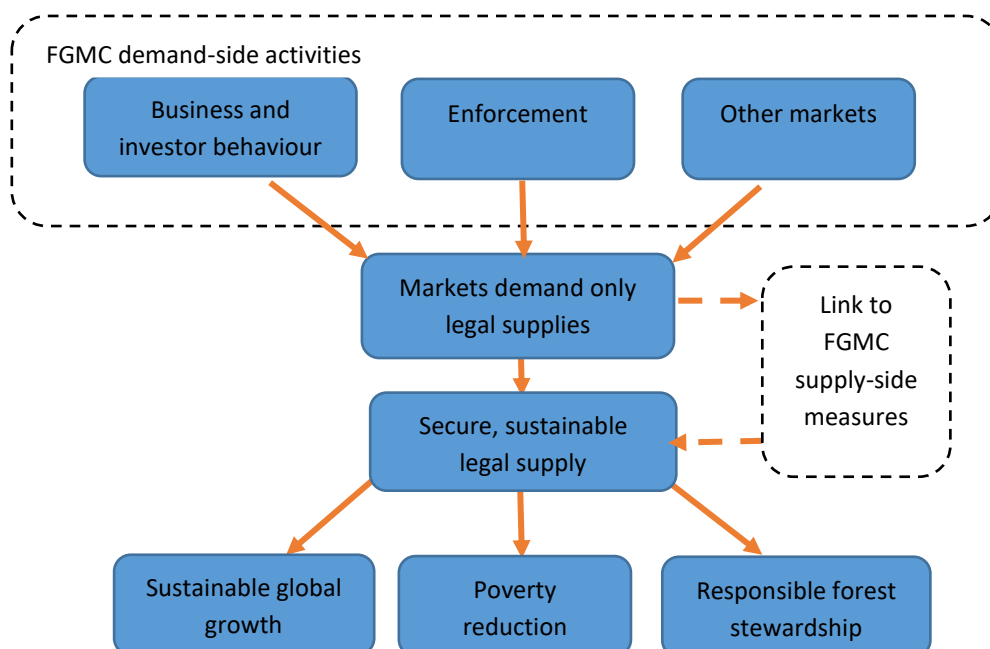 FGMC demand-side activities
Business and
investor behaviour
Enforcement
Other markets
Markets demand only
legal supplies
Link to
FGMC
supply-side
measures
Secure, sustainable
legal supply
Sustainable global
growth
Poverty
reduction
Responsible forest
stewardship